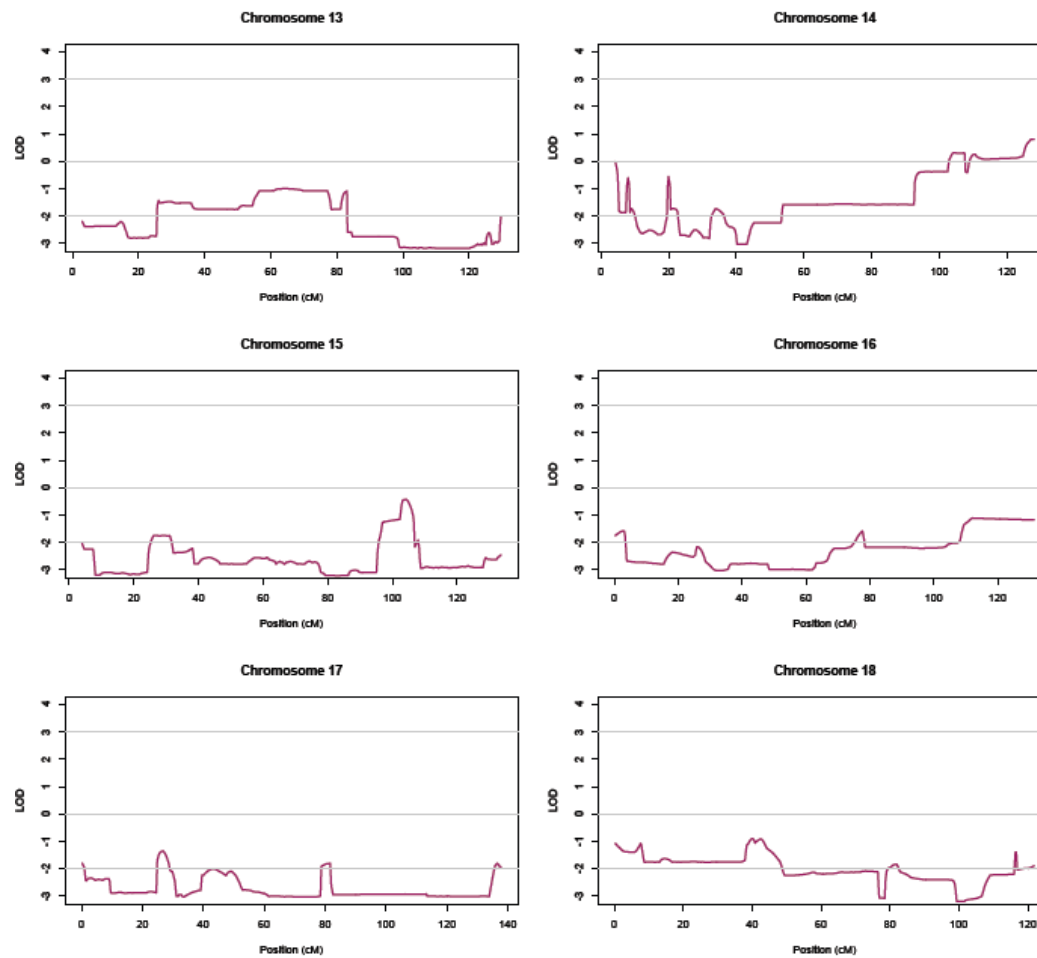 Chromosome 13
LOD
4
3
2
1
0
-1
-2
-3
0 20 40 60 80 100 120
Position (cM)
Chromosome 14
LOD
4
3
2
1
0
-1
-2
-3
0 20 40 60 80 100 120
Position (cM)
Chromosome 15
LOD
4
3
2
1
0
-1
-2
-3
0 20 40 60 80 100 120
Position (cM)
Chromosome 16
LOD
4
3
2
1
0
-1
-2
-3
0 20 40 60 80 100 120
Position (cM)
Chromosome 17
LOD
4
3
2
1
0
-1
-2
-3
0 20 40 60 80 100 120 140
Position (cM)
Chromosome 18
LOD
4
3
2
1
0
-1
-2
-3
0 20 40 60 80 100 120
Position (cM)